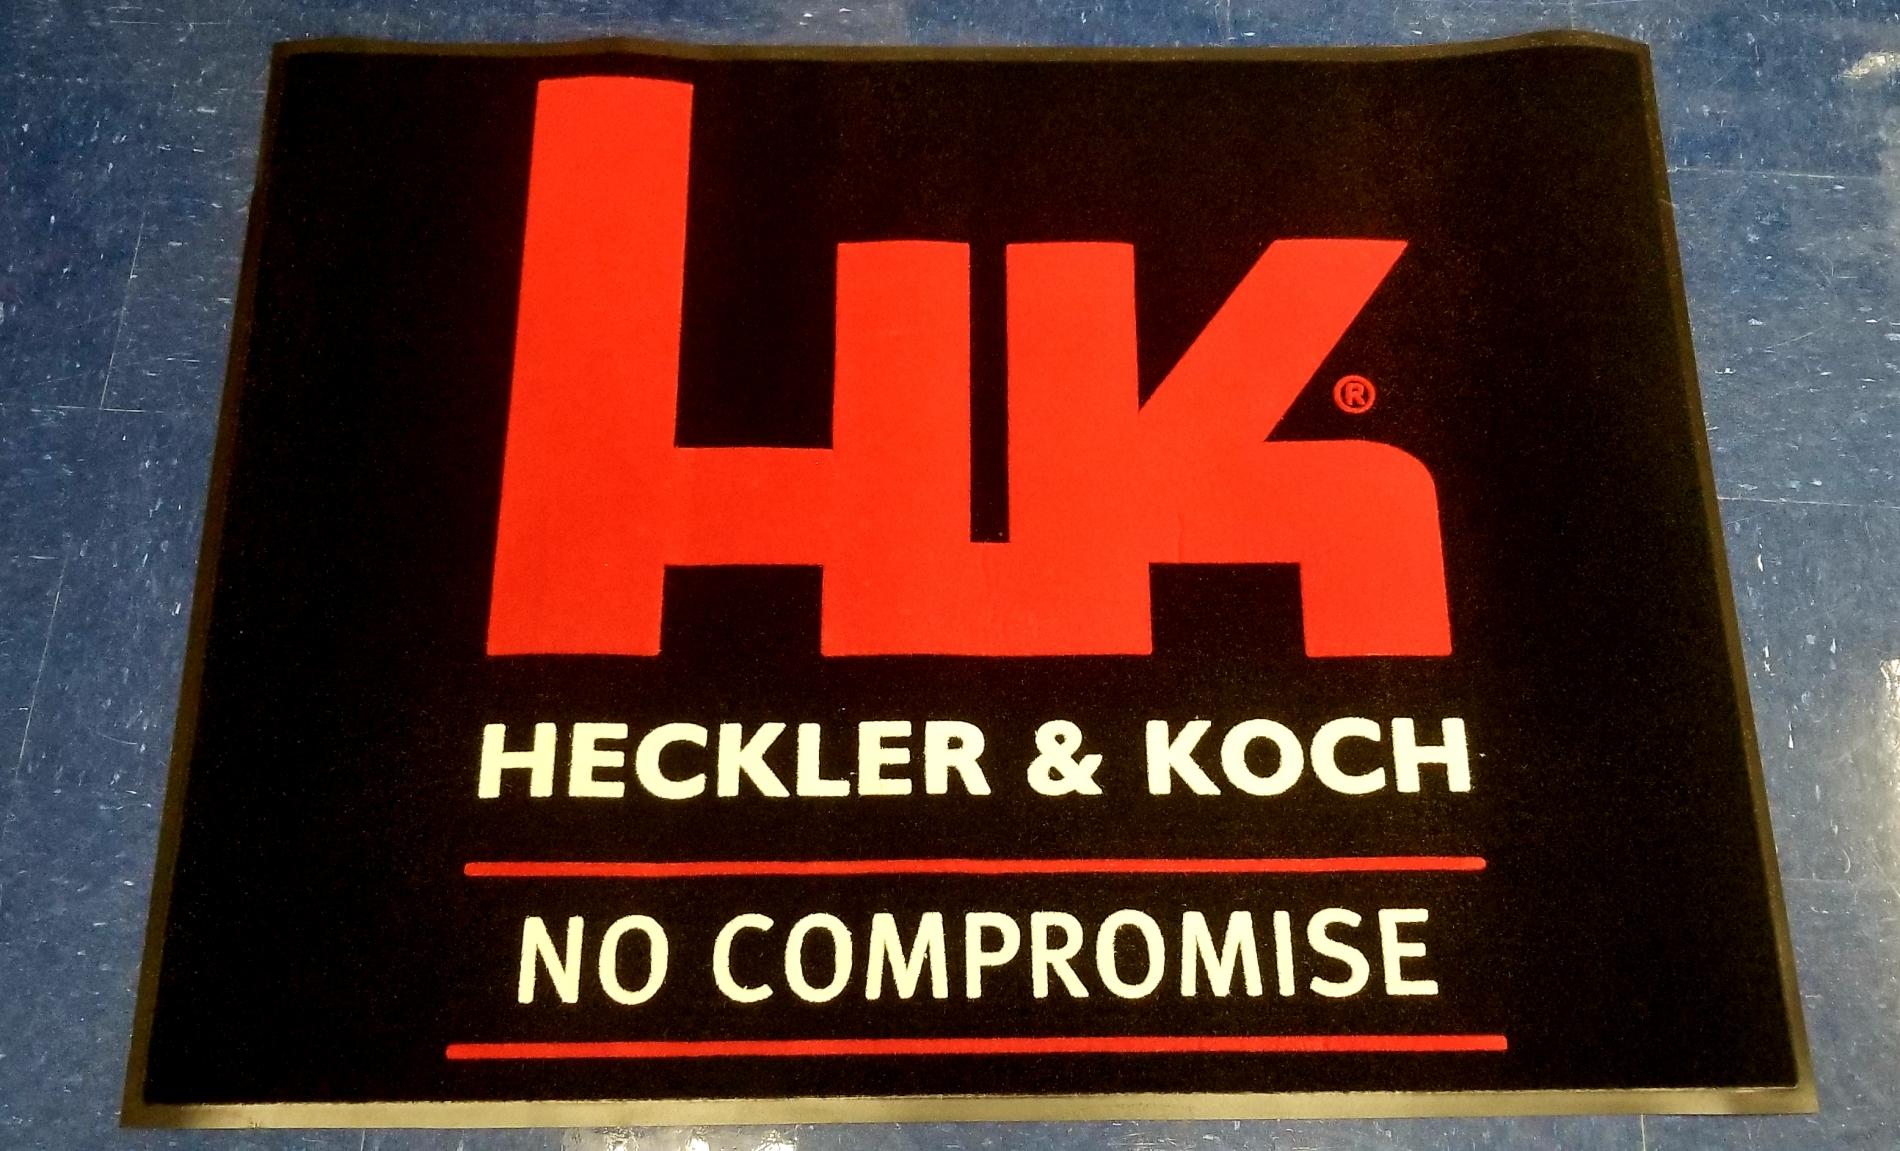 HK®
HECKLER & KOCH
NO COMPROMISE